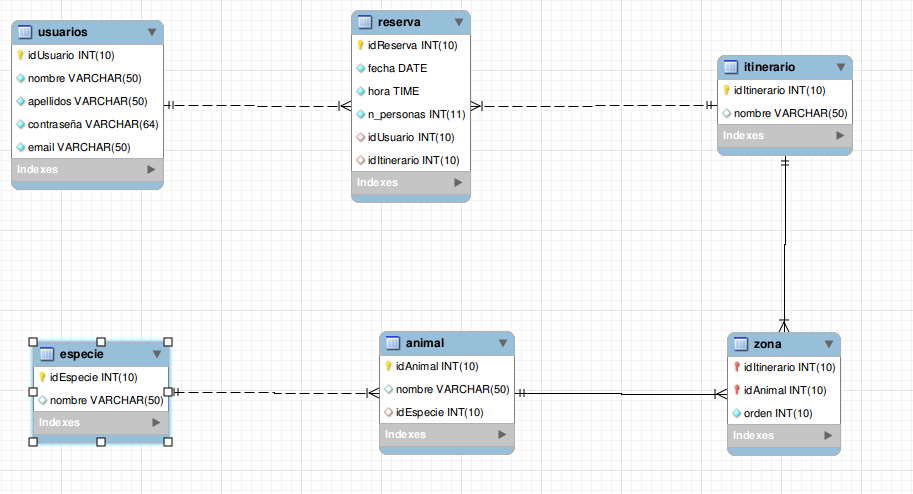 usuarios
idUsuario INT(10)
nombre VARCHAR(50)
apellidos VARCHAR(50)
contraseña VARCHAR(64)
email VARCHAR(50)
Indexes
reserva
idReserva INT(10)
fecha DATE
hora TIME
n_personas INT(11)
idUsuario INT(10)
idItinerario INT(10)
Indexes
itinerario
idItinerario INT(10)
nombre VARCHAR(50)
Indexes
especie
idEspecie INT(10)
nombre VARCHAR(50)
Indexes
animal
idAnimal INT(10)
nombre VARCHAR(50)
idEspecie INT(10)
Indexes
zona
idItinerario INT(10)
idAnimal INT(10)
orden INT(10)
Indexes